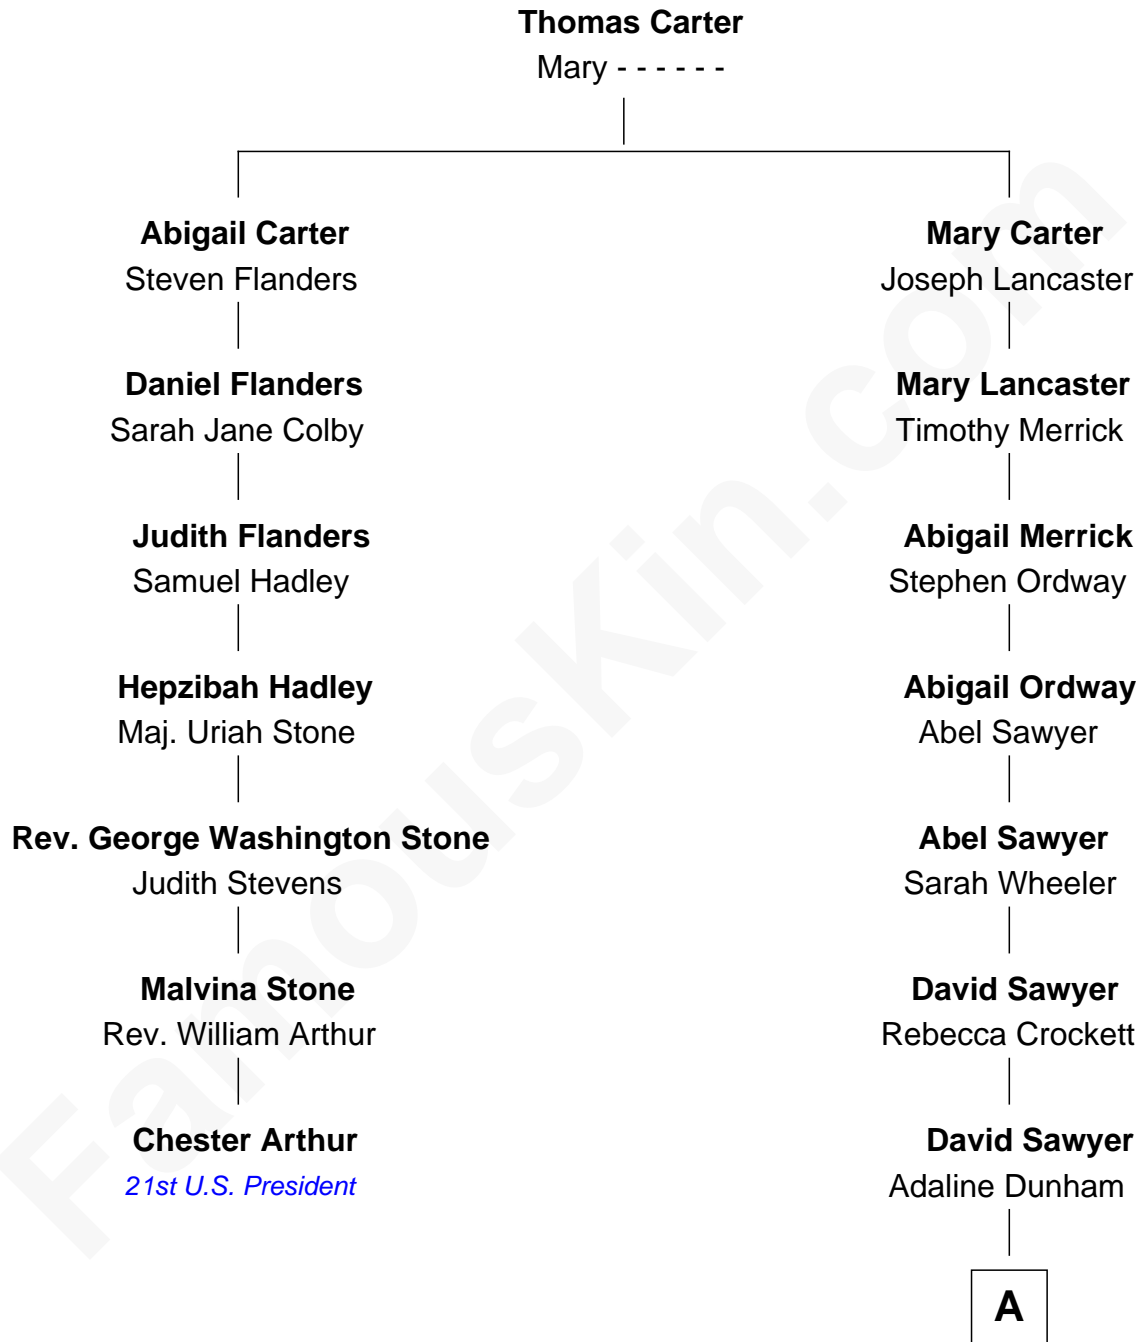 Thomas Carter
Mary - - - - - -
Abigail Carter
Steven Flanders
Mary Carter
Joseph Lancaster
Daniel Flanders
Sarah Jane Colby
Mary Lancaster
Timothy Merrick
Judith Flanders
Samuel Hadley
Abigail Merrick
Stephen Ordway
Hepzibah Hadley
Maj. Uriah Stone
Abigail Ordway
Abel Sawyer
Rev. George Washington Stone
Judith Stevens
Abel Sawyer
Sarah Wheeler
Malvina Stone
Rev. William Arthur
David Sawyer
Rebecca Crockett
Chester Arthur
21st U.S. President
David Sawyer
Adaline Dunham
A
FamousKin.com